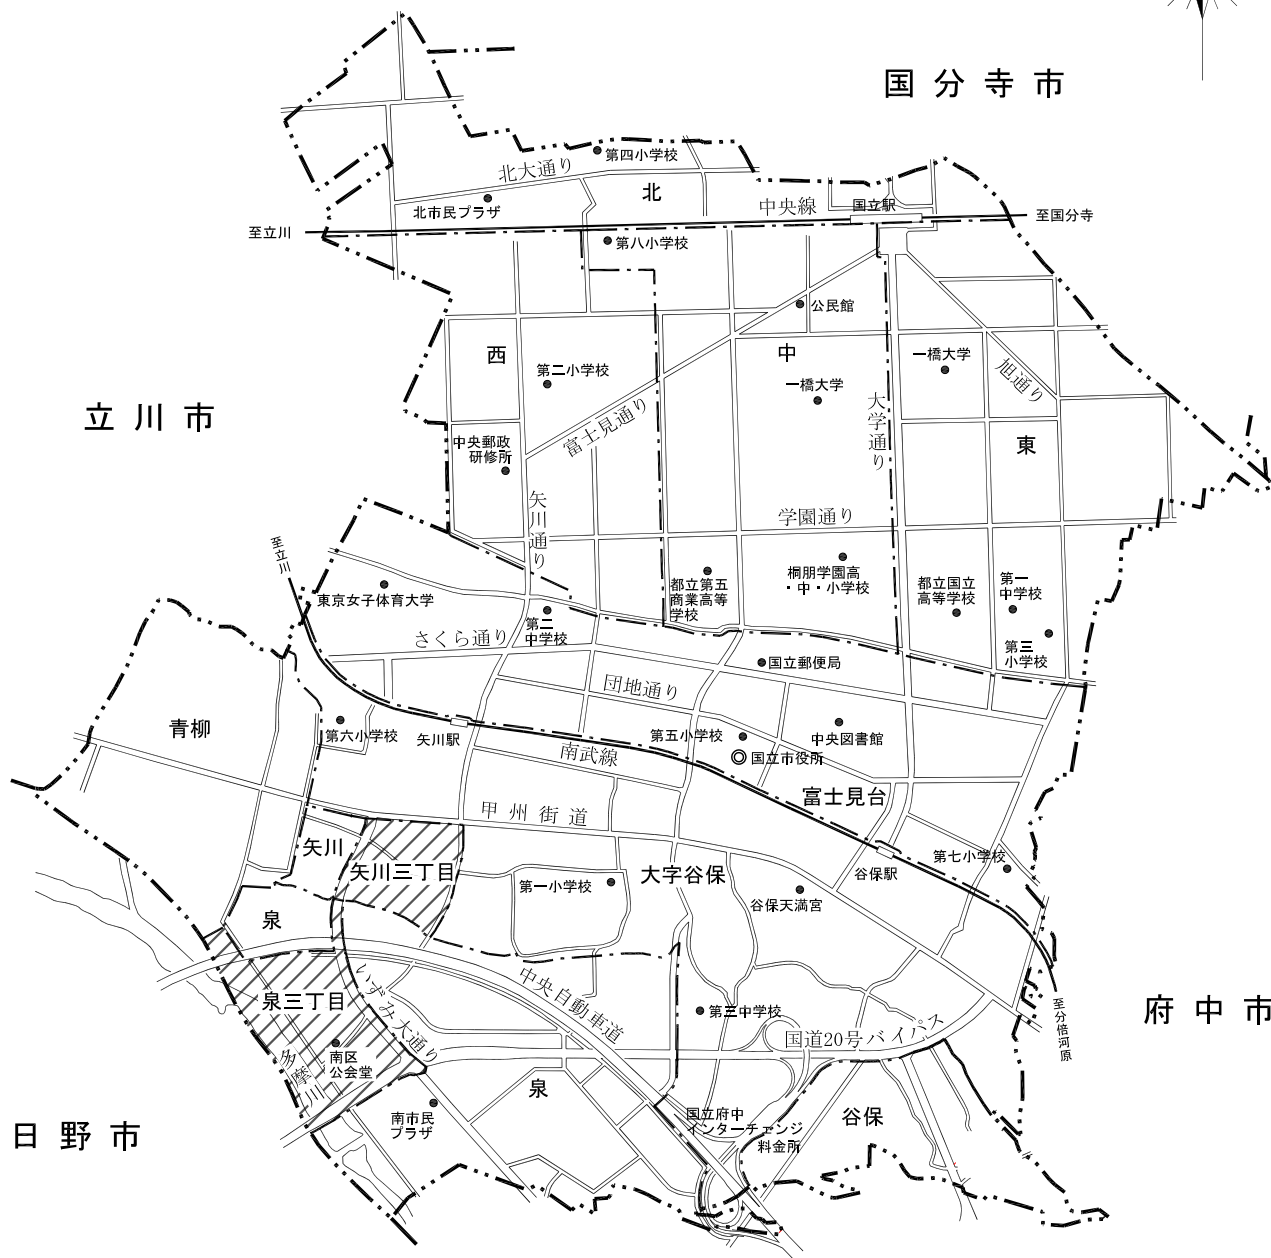 国分寺市
北大通り
第四小学校
北
北市民プラザ
中央線
国立駅
至国分寺
至立川
第八小学校
公民館
西
中
第二小学校
一橋大学
一橋大学
旭通り
大学通り
立川市
富士見通り
中央郵政
研修所
東
矢川通り
学園通り
至立川
東京女子体育大学
第二
中学校
都立第五
商業高等
学校
桐朋学園高
・中・小学校
都立国立
高等学校
第一
中学校
さくら通り
国立郵便局
第三
小学校
団地通り
青柳
第六小学校
矢川駅
南武線
第五小学校
国立市役所
中央図書館
富士見台
甲州街道
矢川
矢川三丁目
第一小学校
大字谷保
谷保駅
第七小学校
谷保天満宮
泉
泉三丁目
いずみ大通り
中央自動車道
第三中学校
国道20号バイパス
至分倍河原
府中市
南区
公会堂
多摩川
泉
南市民
プラザ
国立府中
インターチェンジ
料金所
谷保
日野市